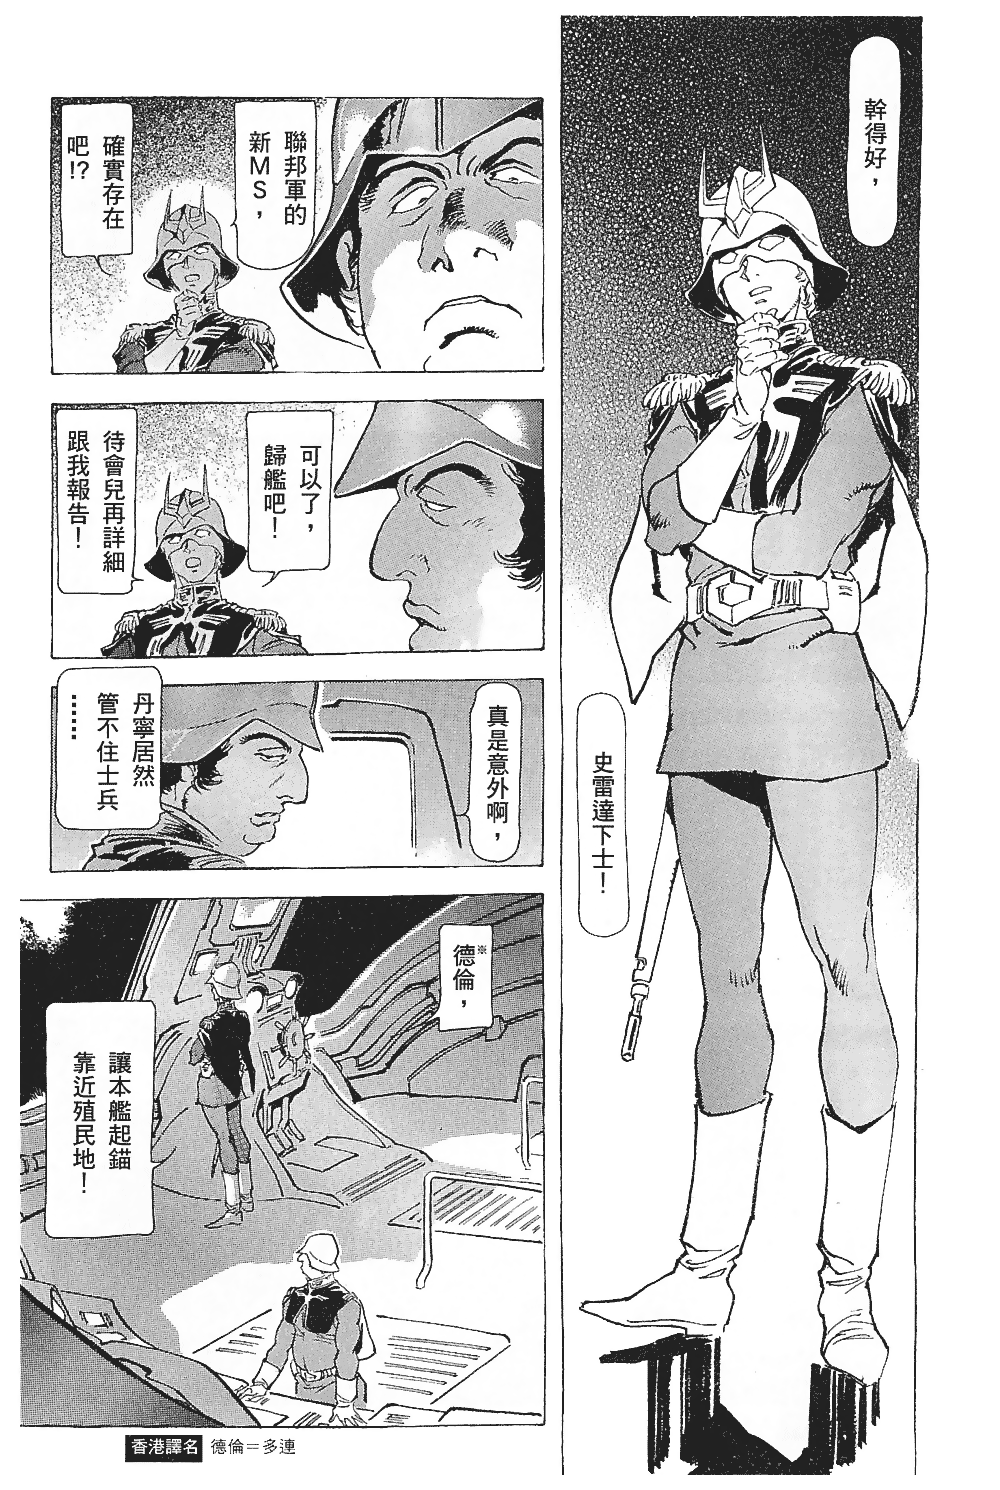 幹得好，
史雷達下士！
聯邦軍的
新MS，
確實存在
吧!?
可以了，
歸艦吧！
待會兒再詳細
跟我報告！
真是意外啊，
丹寧居然
管不住士兵
……
德倫※，
讓本艦起錨
靠近殖民地！
香港譯名 德倫＝多連